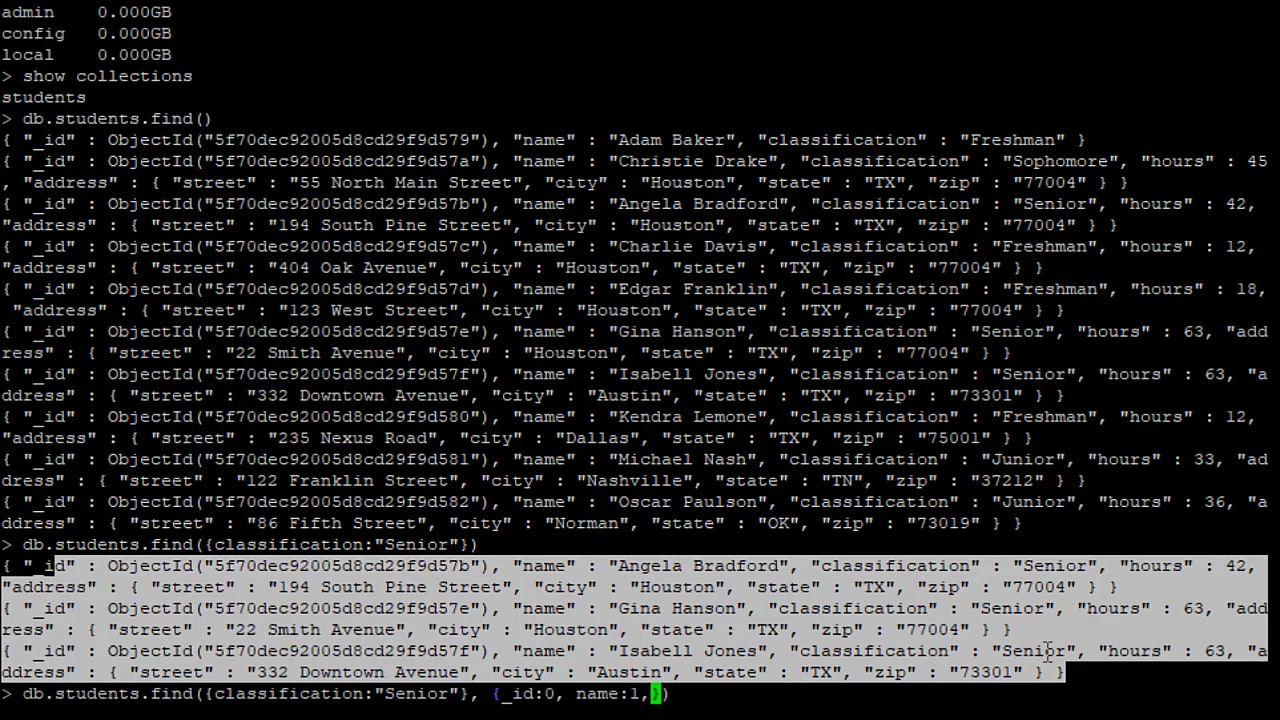 admin    0.000GB
config   0.000GB
local    0.000GB
> show collections
students
> db.students.find()
{ "_id" : ObjectId("5f70dec92005d8cd29f9d579"), "name" : "Adam Baker", "classification" : "Freshman" }
{ "_id" : ObjectId("5f70dec92005d8cd29f9d57a"), "name" : "Christie Drake", "classification" : "Sophomore", "hours" : 45
, "address" : { "street" : "55 North Main Street", "city" : "Houston", "state" : "TX", "zip" : "77004" } }
{ "_id" : ObjectId("5f70dec92005d8cd29f9d57b"), "name" : "Angela Bradford", "classification" : "Senior", "hours" : 42,
"address" : { "street" : "194 South Pine Street", "city" : "Houston", "state" : "TX", "zip" : "77004" } }
{ "_id" : ObjectId("5f70dec92005d8cd29f9d57c"), "name" : "Charlie Davis", "classification" : "Freshman", "hours" : 12,
"address" : { "street" : "404 Oak Avenue", "city" : "Houston", "state" : "TX", "zip" : "77004" } }
{ "_id" : ObjectId("5f70dec92005d8cd29f9d57d"), "name" : "Edgar Franklin", "classification" : "Freshman", "hours" : 18,
 "address" : { "street" : "123 West Street", "city" : "Houston", "state" : "TX", "zip" : "77004" } }
{ "_id" : ObjectId("5f70dec92005d8cd29f9d57e"), "name" : "Gina Hanson", "classification" : "Senior", "hours" : 63, "add
ress" : { "street" : "22 Smith Avenue", "city" : "Houston", "state" : "TX", "zip" : "77004" } }
{ "_id" : ObjectId("5f70dec92005d8cd29f9d57f"), "name" : "Isabell Jones", "classification" : "Senior", "hours" : 63, "a
ddress" : { "street" : "332 Downtown Avenue", "city" : "Austin", "state" : "TX", "zip" : "73301" } }
{ "_id" : ObjectId("5f70dec92005d8cd29f9d580"), "name" : "Kendra Lemone", "classification" : "Freshman", "hours" : 12,
"address" : { "street" : "235 Nexus Road", "city" : "Dallas", "state" : "TX", "zip" : "75001" } }
{ "_id" : ObjectId("5f70dec92005d8cd29f9d581"), "name" : "Michael Nash", "classification" : "Junior", "hours" : 33, "ad
dress" : { "street" : "122 Franklin Street", "city" : "Nashville", "state" : "TN", "zip" : "37212" } }
{ "_id" : ObjectId("5f70dec92005d8cd29f9d582"), "name" : "Oscar Paulson", "classification" : "Junior", "hours" : 36, "a
ddress" : { "street" : "86 Fifth Street", "city" : "Norman", "state" : "OK", "zip" : "73019" } }
> db.students.find({classification:"Senior"})
{ "_id" : ObjectId("5f70dec92005d8cd29f9d57b"), "name" : "Angela Bradford", "classification" : "Senior", "hours" : 42,
"address" : { "street" : "194 South Pine Street", "city" : "Houston", "state" : "TX", "zip" : "77004" } }
{ "_id" : ObjectId("5f70dec92005d8cd29f9d57e"), "name" : "Gina Hanson", "classification" : "Senior", "hours" : 63, "add
ress" : { "street" : "22 Smith Avenue", "city" : "Houston", "state" : "TX", "zip" : "77004" } }
{ "_id" : ObjectId("5f70dec92005d8cd29f9d57f"), "name" : "Isabell Jones", "classification" : "Senior", "hours" : 63, "a
ddress" : { "street" : "332 Downtown Avenue", "city" : "Austin", "state" : "TX", "zip" : "73301" } }
> db.students.find({classification:"Senior"}, {_id:0, name:1,})